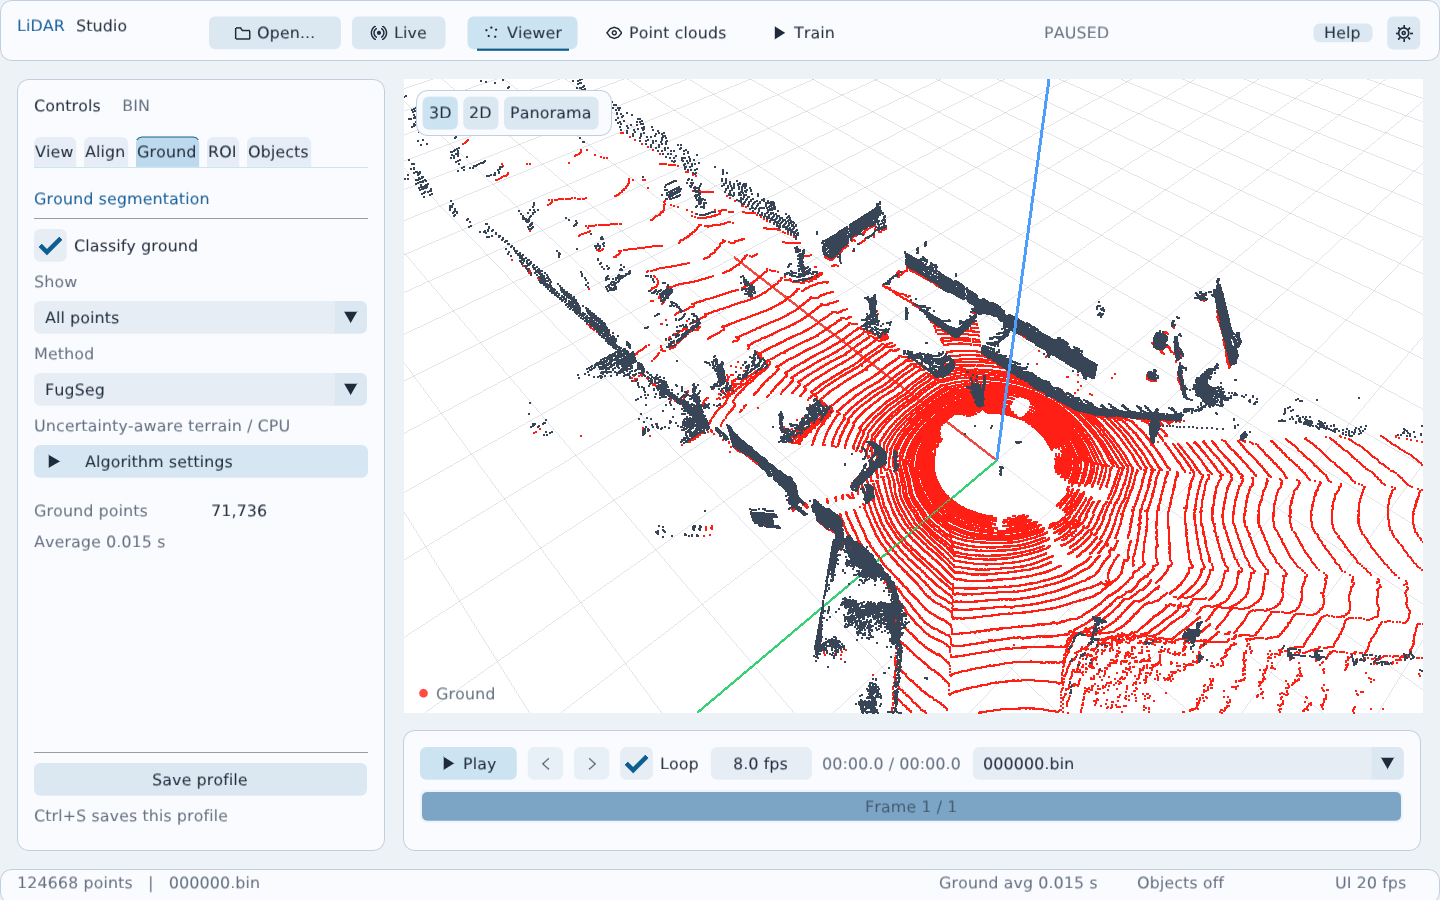 LiDAR Studio
Open...
Live
Viewer
Point clouds
Train
PAUSED
Help
Controls BIN
View Align Ground ROI Objects
Ground segmentation
Classify ground
Show
All points
Method
FugSeg
Uncertainty-aware terrain / CPU
Algorithm settings
Ground points 71,736
Average 0.015 s
Save profile
Ctrl+S saves this profile
3D 2D Panorama
Ground
Play < > Loop 8.0 fps 00:00.0 / 00:00.0 000000.bin
Frame 1 / 1
124668 points | 000000.bin
Ground avg 0.015 s
Objects off
UI 20 fps